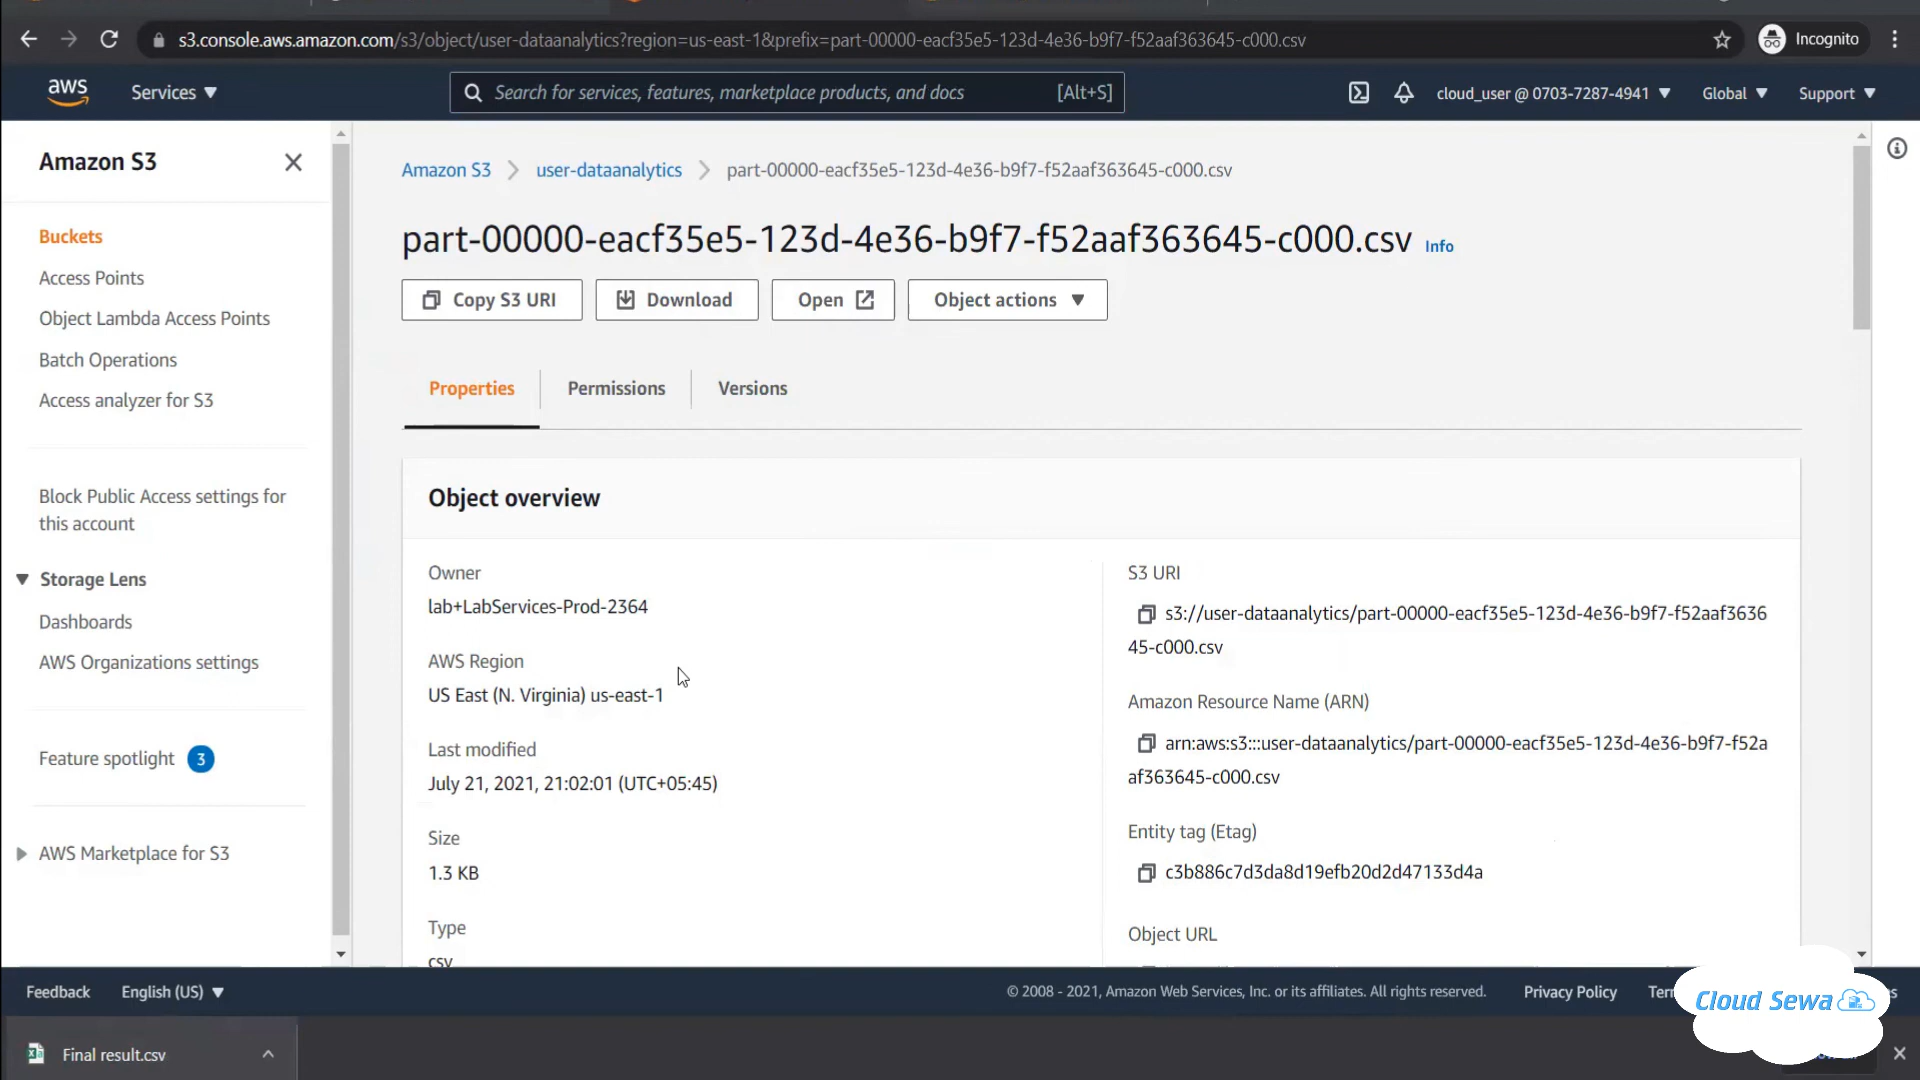 s3.console.aws.amazon.com/s3/object/user-dataanalytics?region=us-east-1&prefix=part-00000-eacf35e5-123d-4e36-b9f7-f52aaf363645-c000.csv
Incognito
aws
Services
Search for services, features, marketplace products, and docs
[Alt+S]
cloud_user @ 0703-7287-4941
Global
Support
Amazon S3
Buckets
Access Points
Object Lambda Access Points
Batch Operations
Access analyzer for S3
Block Public Access settings for
this account
Storage Lens
Dashboards
AWS Organizations settings
Feature spotlight 3
AWS Marketplace for S3
Amazon S3
user-dataanalytics
part-00000-eacf35e5-123d-4e36-b9f7-f52aaf363645-c000.csv
part-00000-eacf35e5-123d-4e36-b9f7-f52aaf363645-c000.csv Info
Copy S3 URI
Download
Open
Object actions
Properties
Permissions
Versions
Object overview
Owner
lab+LabServices-Prod-2364
AWS Region
US East (N. Virginia) us-east-1
Last modified
July 21, 2021, 21:02:01 (UTC+05:45)
Size
1.3 KB
Type
csv
S3 URI
s3://user-dataanalytics/part-00000-eacf35e5-123d-4e36-b9f7-f52aaf3636
45-c000.csv
Amazon Resource Name (ARN)
arn:aws:s3:::user-dataanalytics/part-00000-eacf35e5-123d-4e36-b9f7-f52a
af363645-c000.csv
Entity tag (Etag)
c3b886c7d3da8d19efb20d2d47133d4a
Object URL
Feedback
English (US)
© 2008 - 2021, Amazon Web Services, Inc. or its affiliates. All rights reserved.
Privacy Policy
Cloud Sewa
Final result.csv